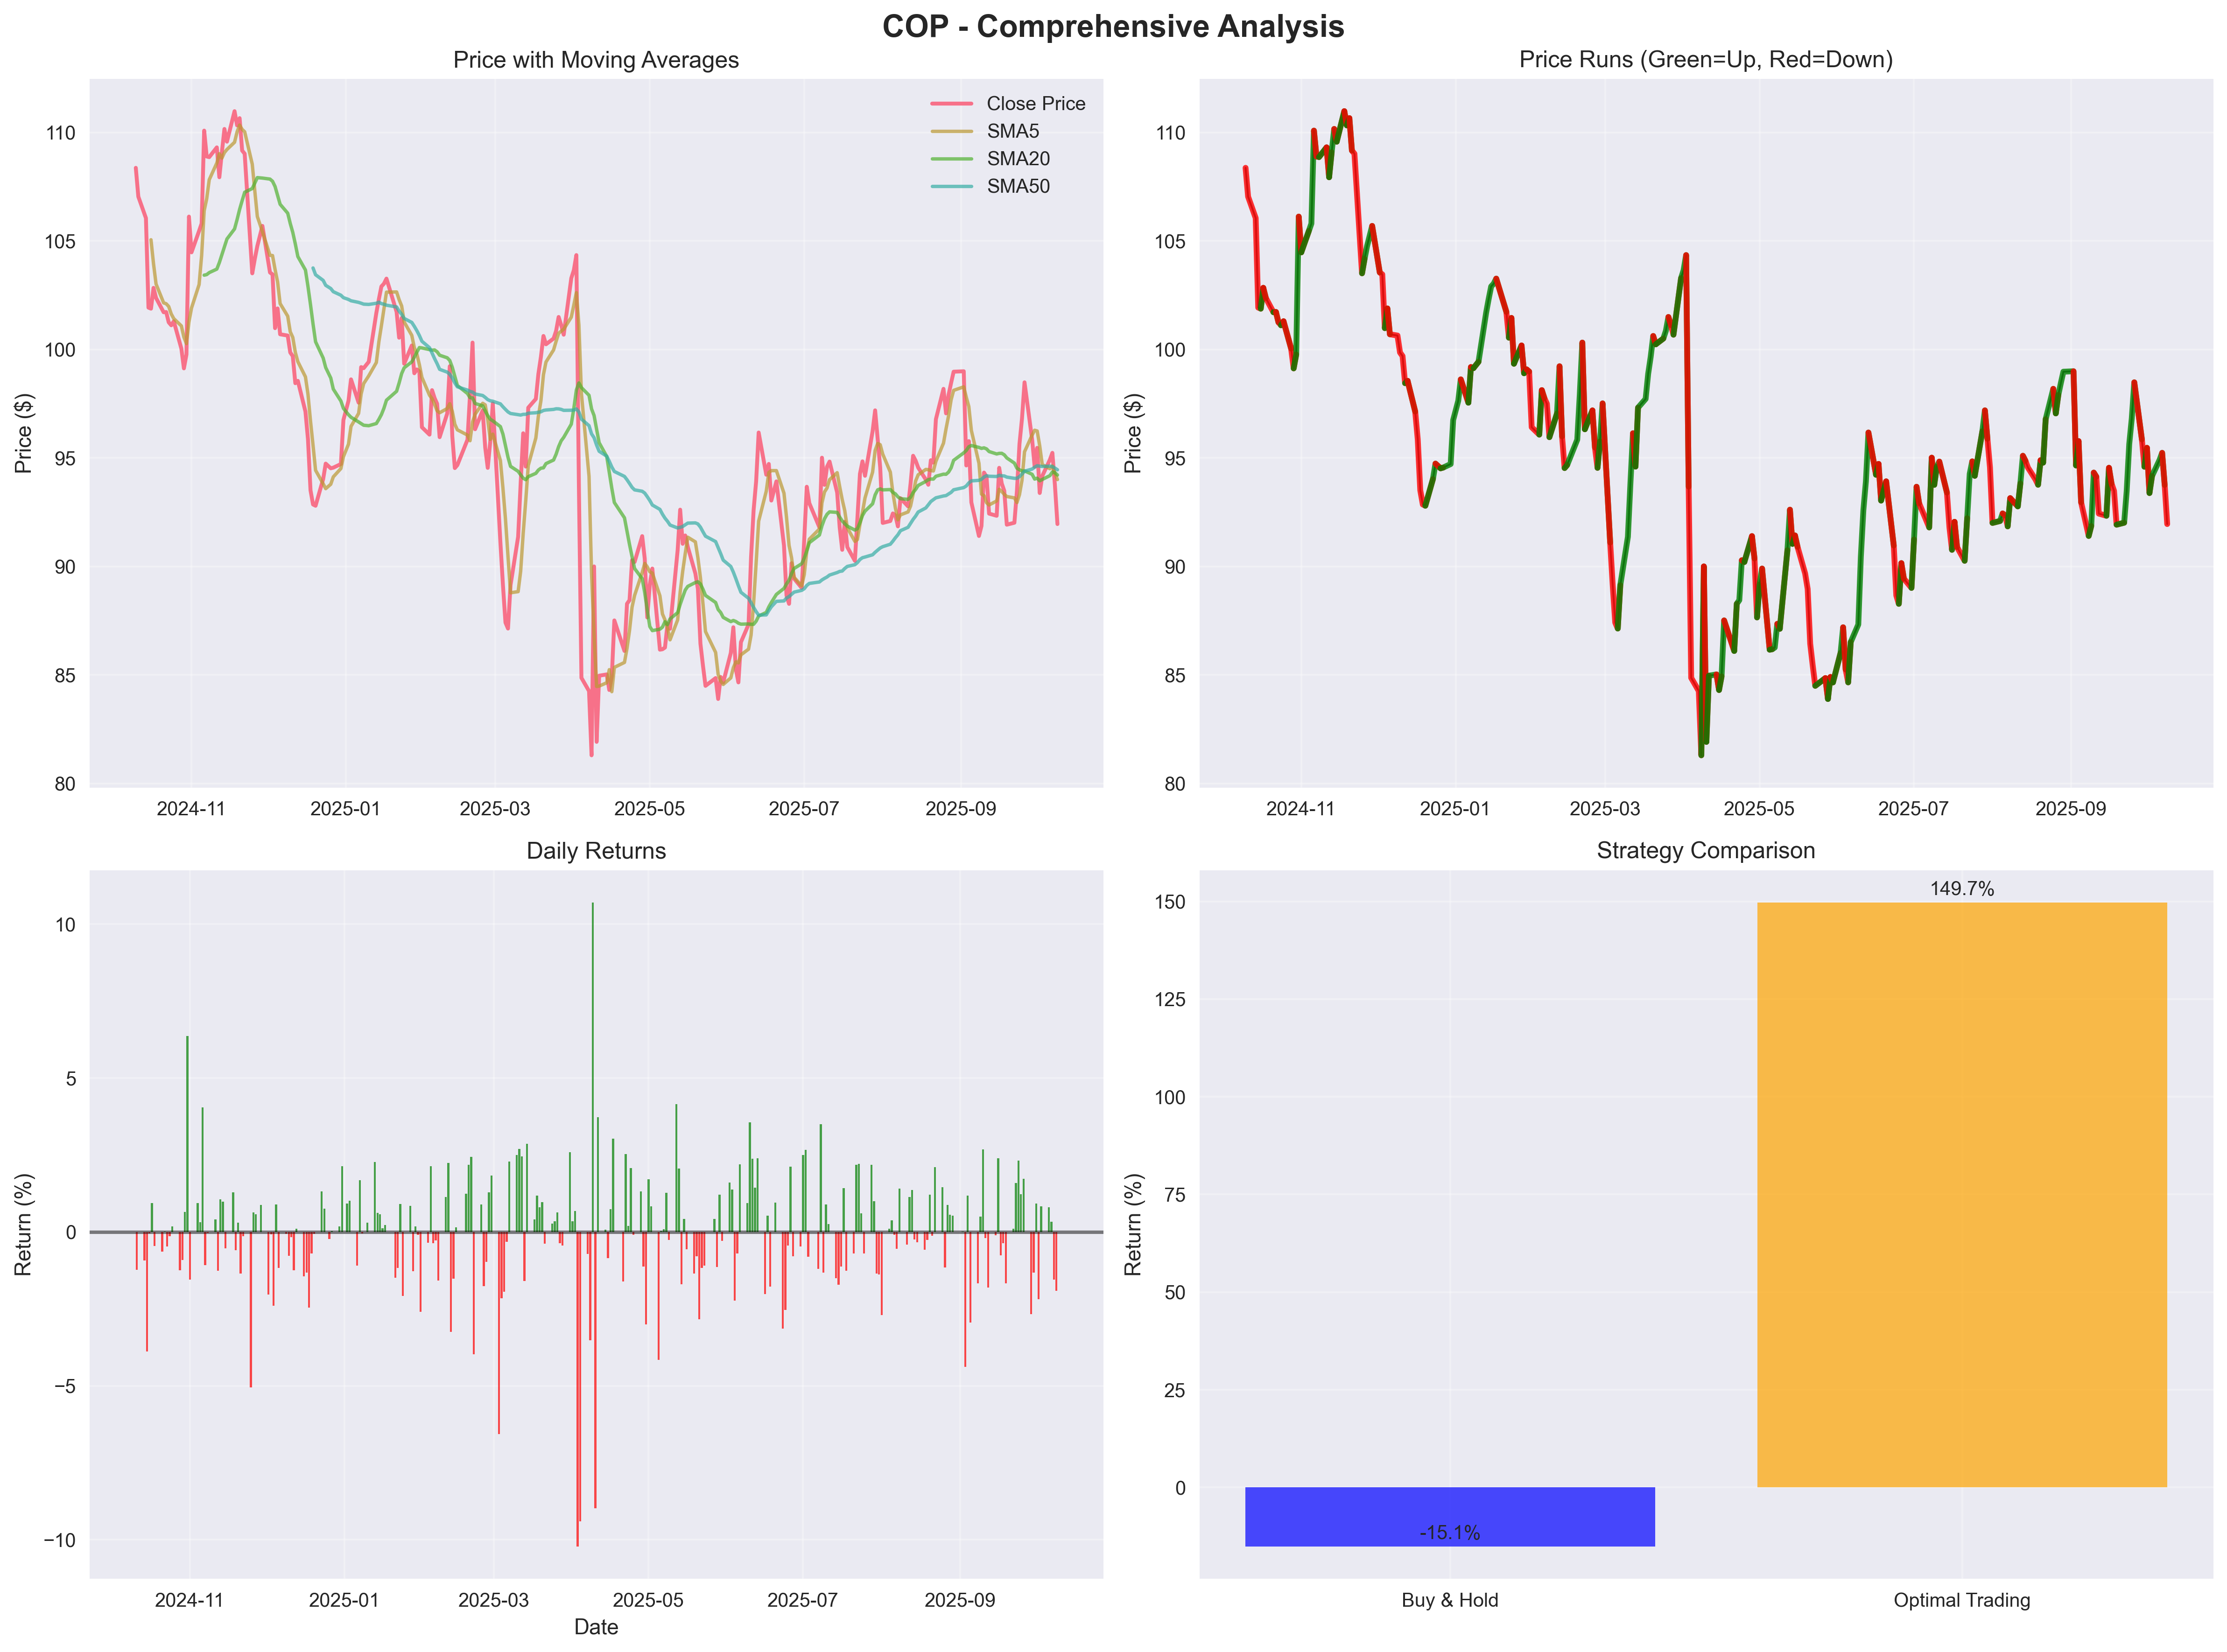 COP - Comprehensive Analysis
Price with Moving Averages
Price ($)
110
105
100
95
90
85
80
Close Price
SMA5
SMA20
SMA50
2024-11 2025-01 2025-03 2025-05 2025-07 2025-09
Price Runs (Green=Up, Red=Down)
Price ($)
110
105
100
95
90
85
80
2024-11 2025-01 2025-03 2025-05 2025-07 2025-09
Daily Returns
Return (%)
10
5
0
−5
−10
2024-11 2025-01 2025-03 2025-05 2025-07 2025-09
Date
Strategy Comparison
Return (%)
150
125
100
75
50
25
0
149.7%
-15.1%
Buy & Hold Optimal Trading